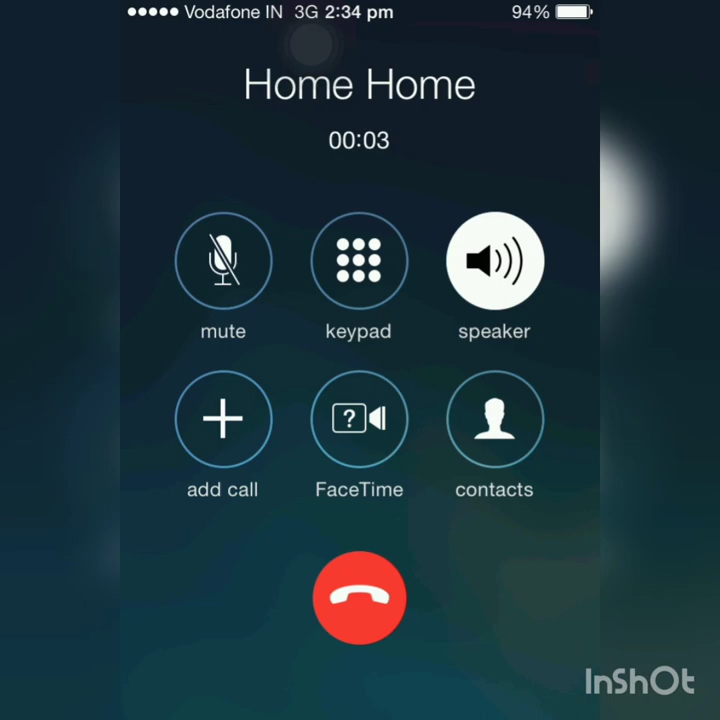 Vodafone IN 3G 2:34 pm 94%
Home Home
00:03
mute keypad speaker
?
add call FaceTime contacts
InShOt